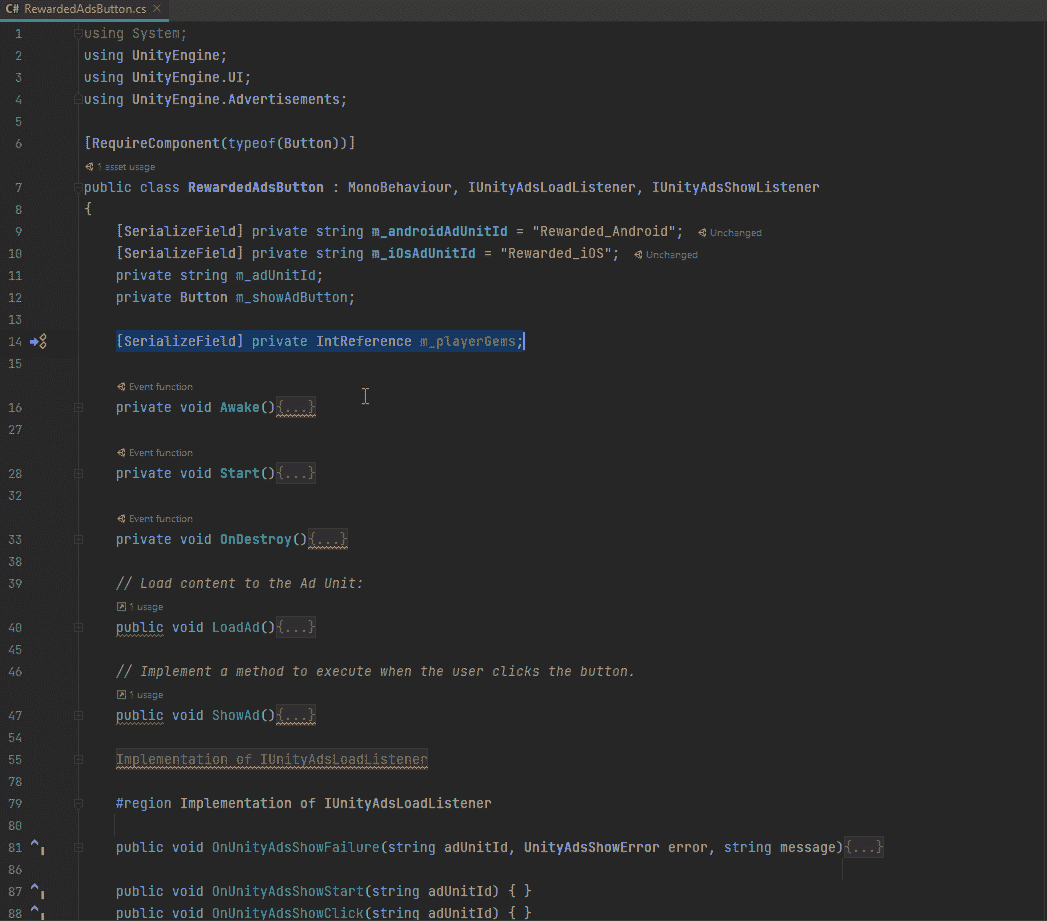 C# RewardedAdsButton.cs ×
1 using System;
2 using UnityEngine;
3 using UnityEngine.UI;
4 using UnityEngine.Advertisements;
5
6 [RequireComponent(typeof(Button))]
1 asset usage
7 public class RewardedAdsButton : MonoBehaviour, IUnityAdsLoadListener, IUnityAdsShowListener
8 {
9 [SerializeField] private string m_androidAdUnitId = "Rewarded_Android"; Unchanged
10 [SerializeField] private string m_iOsAdUnitId = "Rewarded_iOS"; Unchanged
11 private string m_adUnitId;
12 private Button m_showAdButton;
13
14 [SerializeField] private IntReference m_playerGems;
15
Event function
16 private void Awake(){...}
27
Event function
28 private void Start(){...}
32
Event function
33 private void OnDestroy(){...}
38
39 // Load content to the Ad Unit:
1 usage
40 public void LoadAd(){...}
45
46 // Implement a method to execute when the user clicks the button.
1 usage
47 public void ShowAd(){...}
54
55 Implementation of IUnityAdsLoadListener
78
79 #region Implementation of IUnityAdsLoadListener
80
81 public void OnUnityAdsShowFailure(string adUnitId, UnityAdsShowError error, string message){...}
86
87 public void OnUnityAdsShowStart(string adUnitId) { }
88 public void OnUnityAdsShowClick(string adUnitId) { }